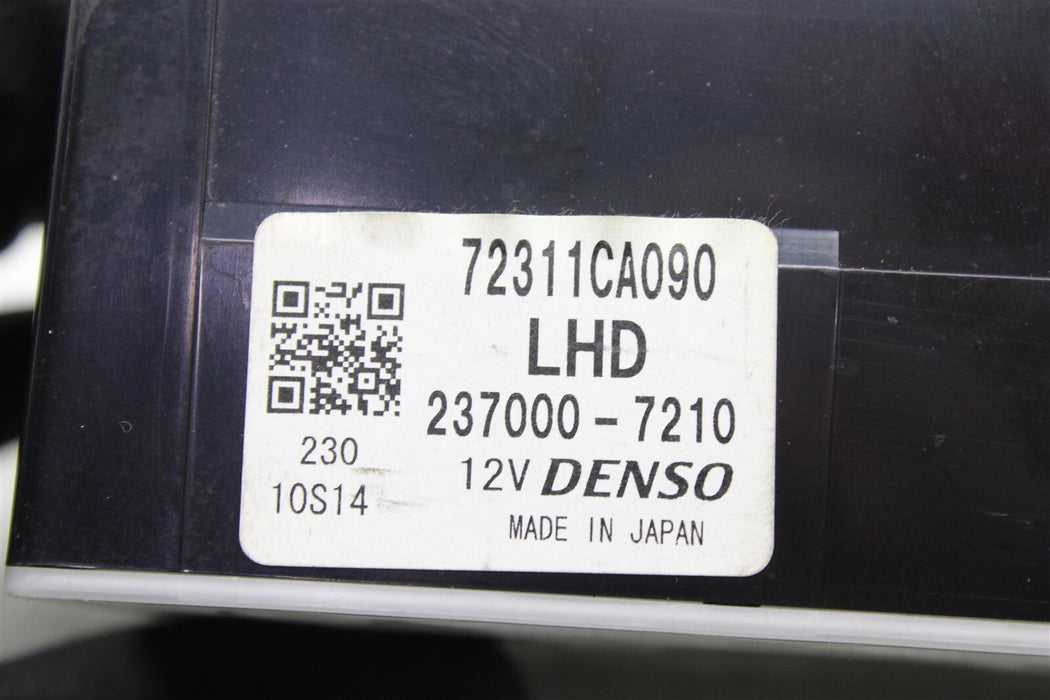 72311CA090
LHD
237000-7210
12V DENSO
MADE IN JAPAN
230
10S14